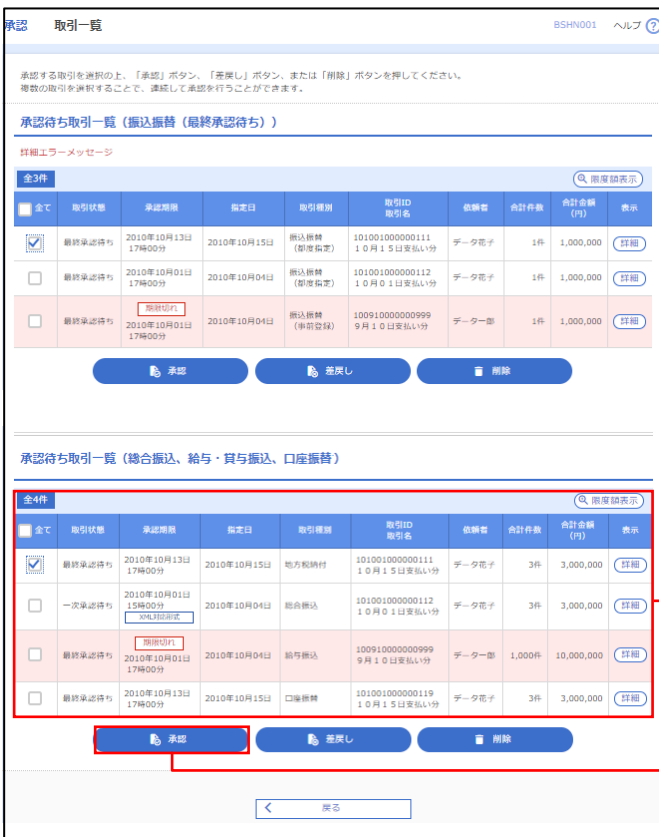 承認 取引一覧 BSHN001 ヘルプ ?
承認する取引を選択の上、「承認」ボタン、「差戻し」ボタン、または「削除」ボタンを押してください。
複数の取引を選択することで、連続して承認を行うことができます。
承認待ち取引一覧（振込振替（最終承認待ち））
詳細エラーメッセージ
全3件 限度額表示
全て 取引状態 承認期限 指定日 取引種別 取引ID 依頼者 合計件数 合計金額 表示
取引名 (円)
最終承認待ち 2010年10月13日 2010年10月15日 振込振替 101001000000111 データ花子 1件 1,000,000 詳細
17時00分 （都度指定） １０月１５日支払い分
最終承認待ち 2010年10月01日 2010年10月04日 振込振替 101001000000112 データ花子 1件 1,000,000 詳細
17時00分 （都度指定） １０月０１日支払い分
期限切れ
最終承認待ち 2010年10月01日 2010年10月04日 振込振替 100910000000999 データ一郎 1件 1,000,000 詳細
17時00分 （事前登録） ９月１０日支払い分
承認 差戻し 削除
承認待ち取引一覧（総合振込、給与・賞与振込、口座振替）
全4件 限度額表示
全て 取引状態 承認期限 指定日 取引種別 取引ID 依頼者 合計件数 合計金額 表示
取引名 (円)
最終承認待ち 2010年10月13日 2010年10月15日 地方税納付 101001000000111 データ花子 3件 3,000,000 詳細
17時00分 １０月１５日支払い分
一次承認待ち 2010年10月01日 2010年10月04日 総合振込 101001000000112 データ花子 3件 3,000,000 詳細
15時00分 １０月０１日支払い分
XML対応形式
期限切れ
最終承認待ち 2010年10月01日 2010年10月04日 給与振込 100910000000999 データ一郎 1,000件 10,000,000 詳細
17時00分 ９月１０日支払い分
最終承認待ち 2010年10月13日 2010年10月15日 口座振替 101001000000119 データ花子 3件 3,000,000 詳細
17時00分 １０月１５日支払い分
承認 差戻し 削除
戻る